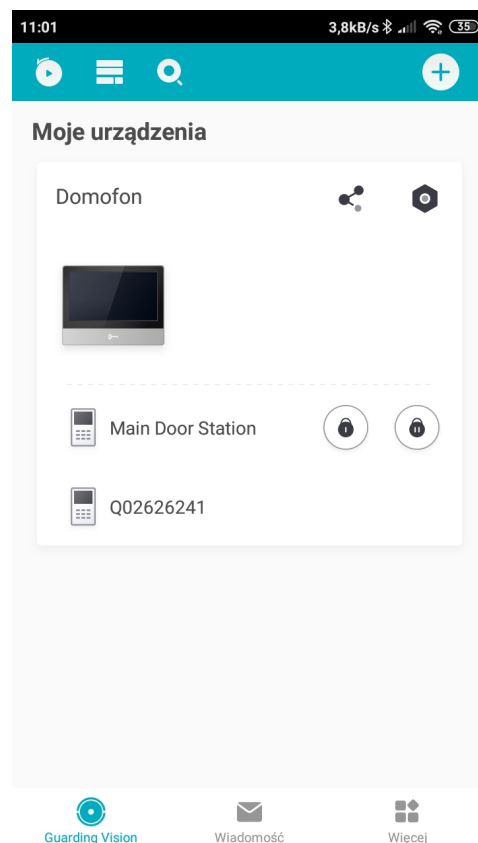 11:01 3,8kB/s 35
Moje urządzenia
Domofon
Main Door Station
Q02626241
Guarding Vision Wiadomość Więcej